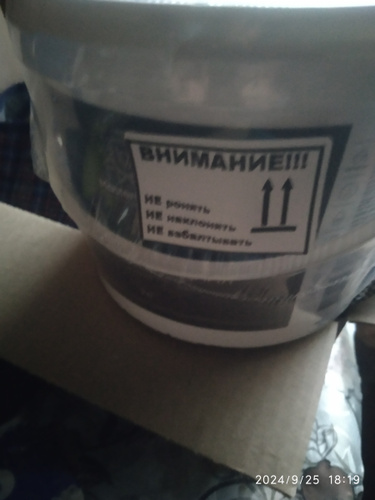 ВНИМАНИЕ!!!
НЕ ронять
НЕ наклонять
НЕ взбалтывать
2024/9/25 18:19